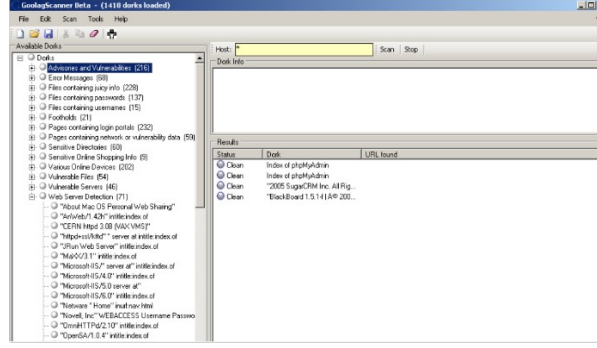 GoolagScanner Beta - (1418 dorks loaded)
File Edit Scan Tools Help
Available Dorks
Host: *
Scan Stop
Dork Info
Dorks
Advisories and Vulnerabilities (216)
Error Messages (68)
Files containing juicy info (228)
Files containing passwords (137)
Files containing usernames (15)
Footholds (21)
Pages containing login portals (232)
Pages containing network or vulnerability data (59)
Sensitive Directories (60)
Sensitive Online Shopping Info (9)
Various Online Devices (202)
Vulnerable Files (54)
Vulnerable Servers (46)
Web Server Detection (71)
"About Mac OS Personal Web Sharing"
"AnWeb/1.42h" intitle:index.of
"CERN httpd 3.0B (VAX VMS)"
"httpd+ssl/kttd" * server at intitle:index.of
"JRun Web Server" intitle:index.of
"MaXX/3.1" intitle:index.of
"Microsoft-IIS/* server at" intitle:index.of
"Microsoft-IIS/4.0" intitle:index.of
"Microsoft-IIS/5.0 server at"
"Microsoft-IIS/6.0" intitle:index.of
"Netware * Home" inurl:nav.html
"Novell, Inc" WEBACCESS Username Passwo
"OmniHTTPd/2.10" intitle:index.of
"OpenSA/1.0.4" intitle:index.of
Results
Status Dork URL found
Clean Index of phpMyAdmin
Clean Index of phpMyAdmin
Clean "2005 SugarCRM Inc. All Rig...
Clean "BlackBoard 1.5.14 | Â© 200...